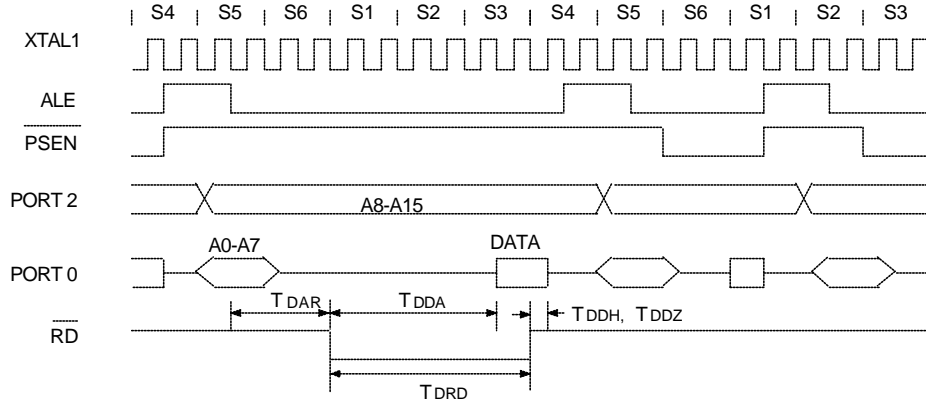 S4 S5 S6 S1 S2 S3 S4 S5 S6 S1 S2 S3
XTAL1
ALE
PSEN
PORT 2
A8-A15
A0-A7
DATA
PORT 0
TDAR
TDDA
TDDH, TDDZ
RD
TDRD